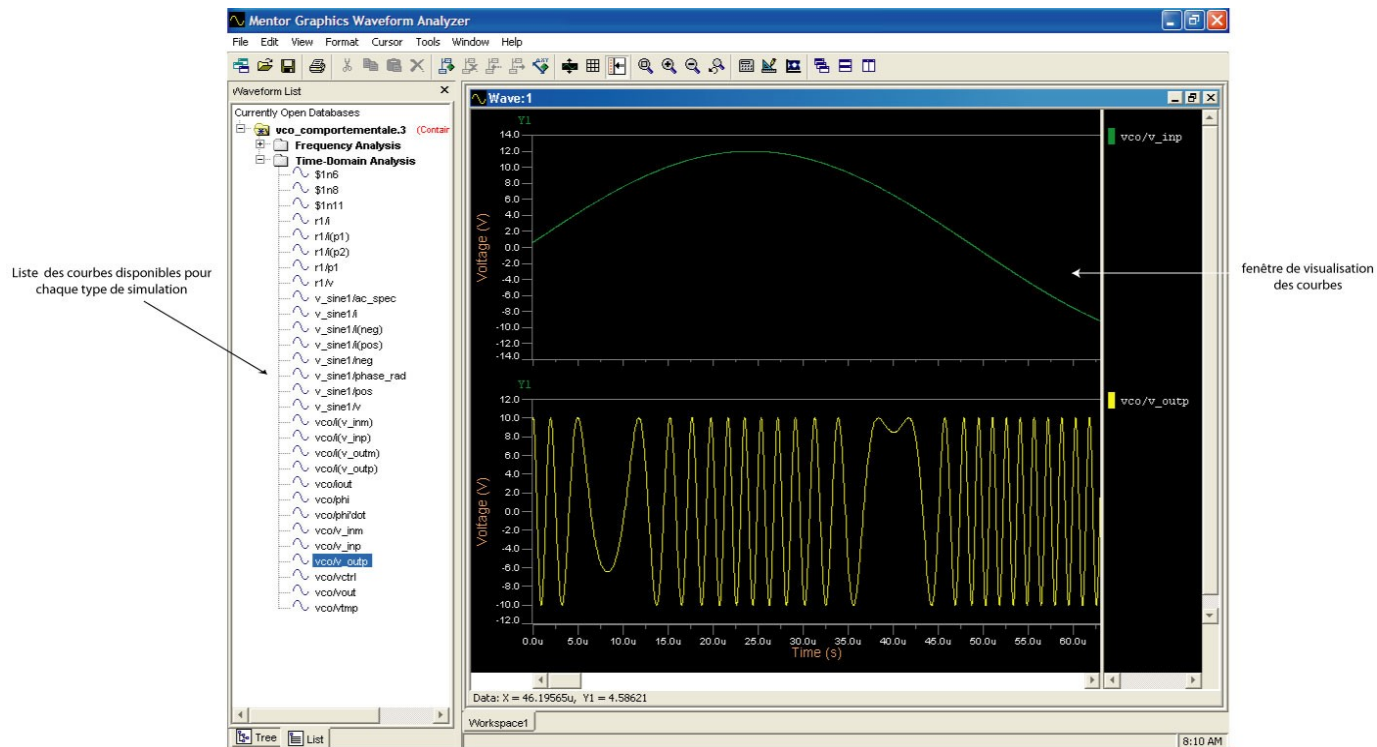 Mentor Graphics Waveform Analyzer
File Edit View Format Cursor Tools Window Help
Waveform List
Currently Open Databases
vco_comportementale.3 (Contair
Frequency Analysis
Time-Domain Analysis
$1n6
$1n8
$1n11
r1/i
r1/i(p1)
r1/i(p2)
r1/p1
r1/v
v_sine1/ac_spec
v_sine1/i
v_sine1/i(neg)
v_sine1/i(pos)
v_sine1/neg
v_sine1/phase_rad
v_sine1/pos
v_sine1/v
vco/i(v_inm)
vco/i(v_inp)
vco/i(v_outm)
vco/i(v_outp)
vco/iout
vco/phi
vco/phi'dot
vco/v_inm
vco/v_inp
vco/v_outp
vco/vctrl
vco/vout
vco/vtmp
Tree List
Liste des courbes disponibles pour
chaque type de simulation
Wave:1
Y1
14.0
12.0
10.0
8.0
6.0
4.0
2.0
0.0
-2.0
-4.0
-6.0
-8.0
-10.0
-12.0
-14.0
Voltage (V)
vco/v_inp
Y1
12.0
10.0
8.0
6.0
4.0
2.0
0.0
-2.0
-4.0
-6.0
-8.0
-10.0
-12.0
Voltage (V)
vco/v_outp
0.0u 5.0u 10.0u 15.0u 20.0u 25.0u 30.0u 35.0u 40.0u 45.0u 50.0u 55.0u 60.0u
Time (s)
Data: X = 46.19565u, Y1 = 4.58621
Workspace1
8:10 AM
fenêtre de visualisation
des courbes